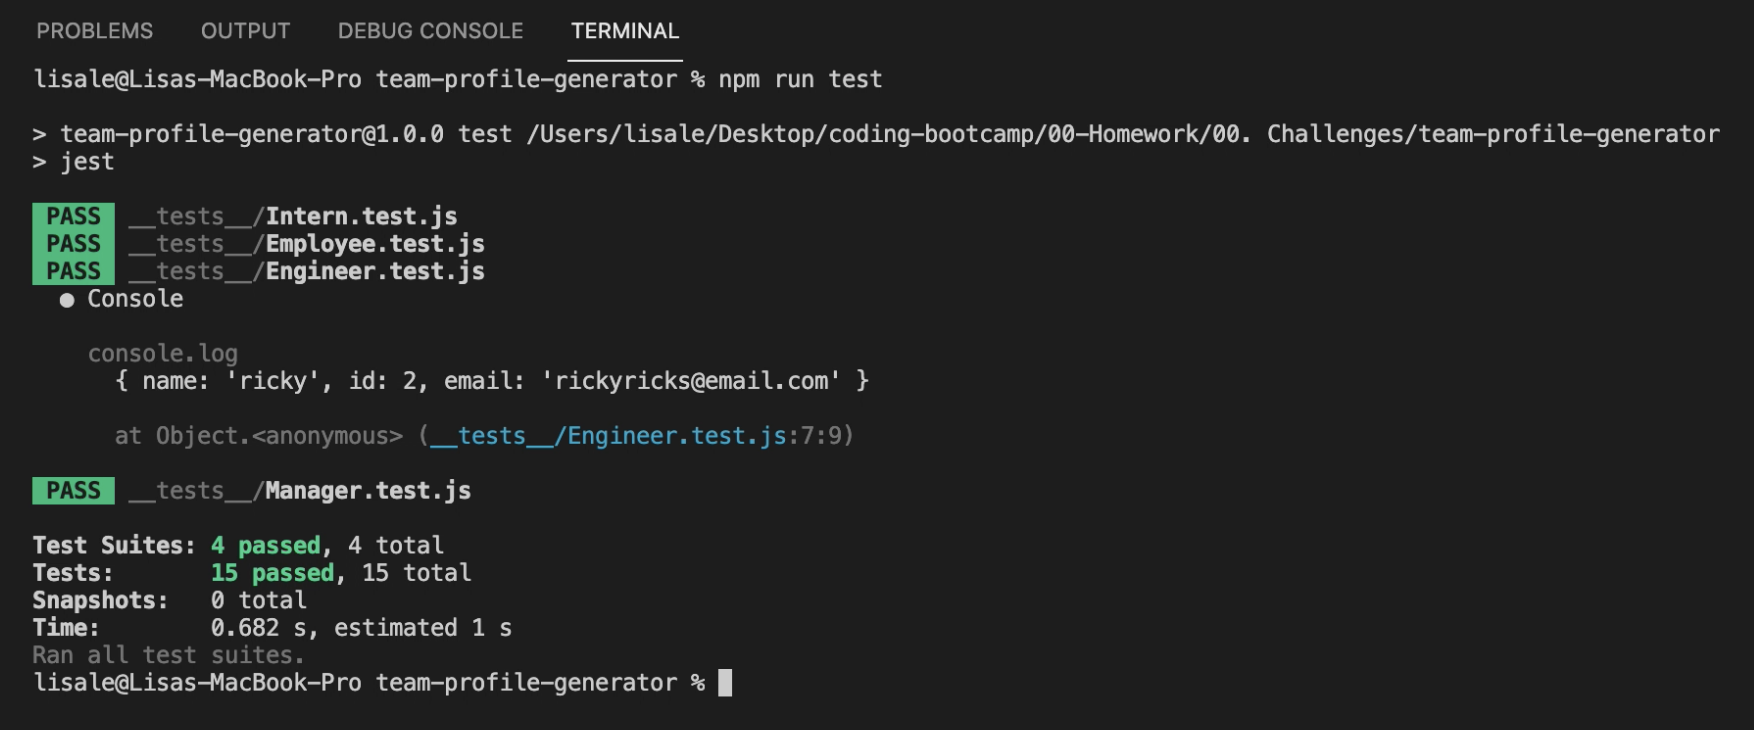 PROBLEMS OUTPUT DEBUG CONSOLE TERMINAL
lisale@Lisas-MacBook-Pro team-profile-generator % npm run test
> team-profile-generator@1.0.0 test /Users/lisale/Desktop/coding-bootcamp/00-Homework/00. Challenges/team-profile-generator
> jest
PASS __tests__/Intern.test.js
PASS __tests__/Employee.test.js
PASS __tests__/Engineer.test.js
● Console
console.log
{ name: 'ricky', id: 2, email: 'rickyricks@email.com' }
at Object.<anonymous> (__tests__/Engineer.test.js:7:9)
PASS __tests__/Manager.test.js
Test Suites: 4 passed, 4 total
Tests: 15 passed, 15 total
Snapshots: 0 total
Time: 0.682 s, estimated 1 s
Ran all test suites.
lisale@Lisas-MacBook-Pro team-profile-generator %